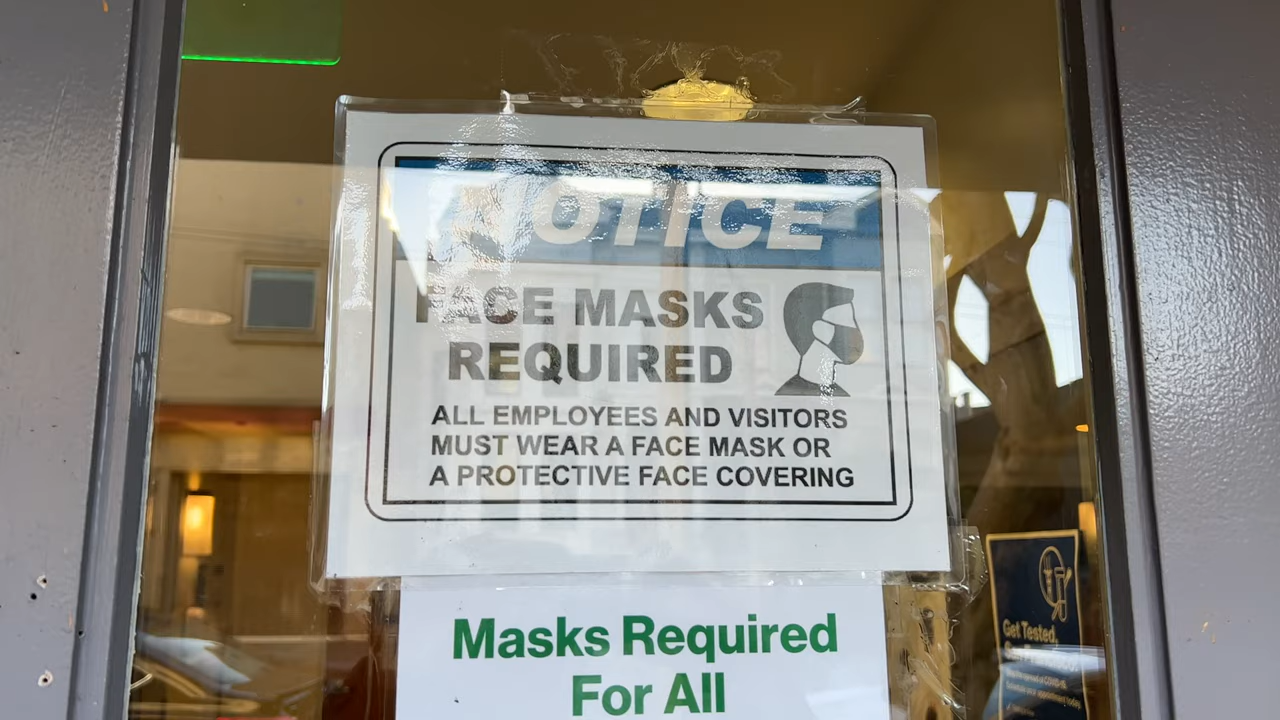 NOTICE
FACE MASKS
REQUIRED
ALL EMPLOYEES AND VISITORS
MUST WEAR A FACE MASK OR
A PROTECTIVE FACE COVERING
Masks Required
For All
Get Tested.